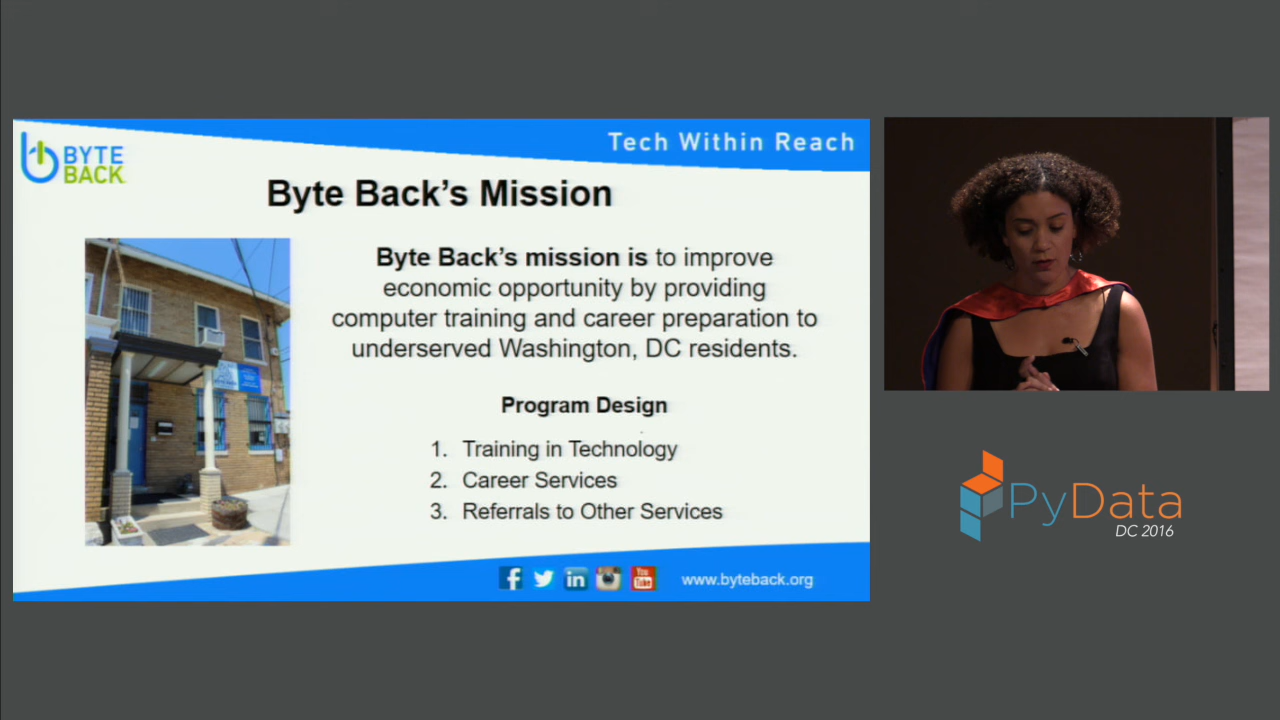 Tech Within Reach
BYTE
BACK
Byte Back's Mission
Byte Back's mission is to improve
economic opportunity by providing
computer training and career preparation to
underserved Washington, DC residents.
Program Design
1. Training in Technology
2. Career Services
3. Referrals to Other Services
www.byteback.org
PyData
DC 2016